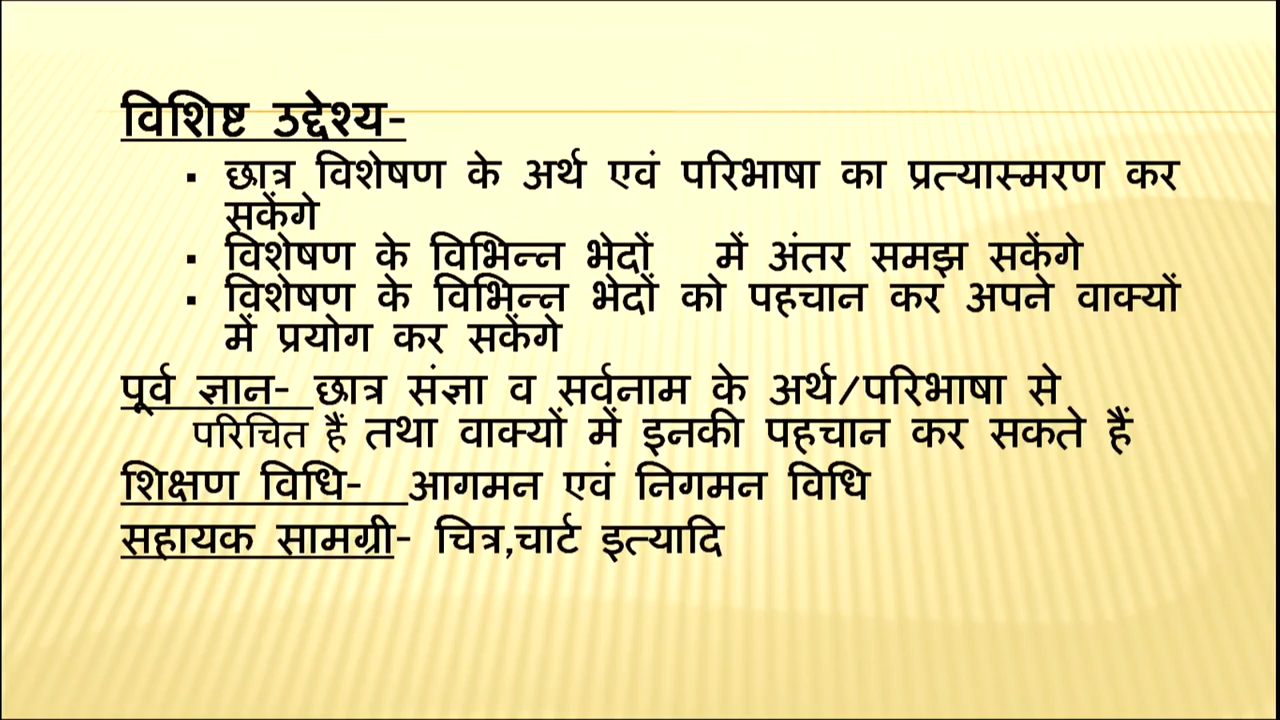 विशिष्ट उद्देश्य-
▪ छात्र विशेषण के अर्थ एवं परिभाषा का प्रत्यास्मरण कर
सकेंगे
▪ विशेषण के विभिन्न भेदों में अंतर समझ सकेंगे
▪ विशेषण के विभिन्न भेदों को पहचान कर अपने वाक्यों
में प्रयोग कर सकेंगे
पूर्व ज्ञान- छात्र संज्ञा व सर्वनाम के अर्थ/परिभाषा से
परिचित हैं तथा वाक्यों में इनकी पहचान कर सकते हैं
शिक्षण विधि- आगमन एवं निगमन विधि
सहायक सामग्री- चित्र,चार्ट इत्यादि